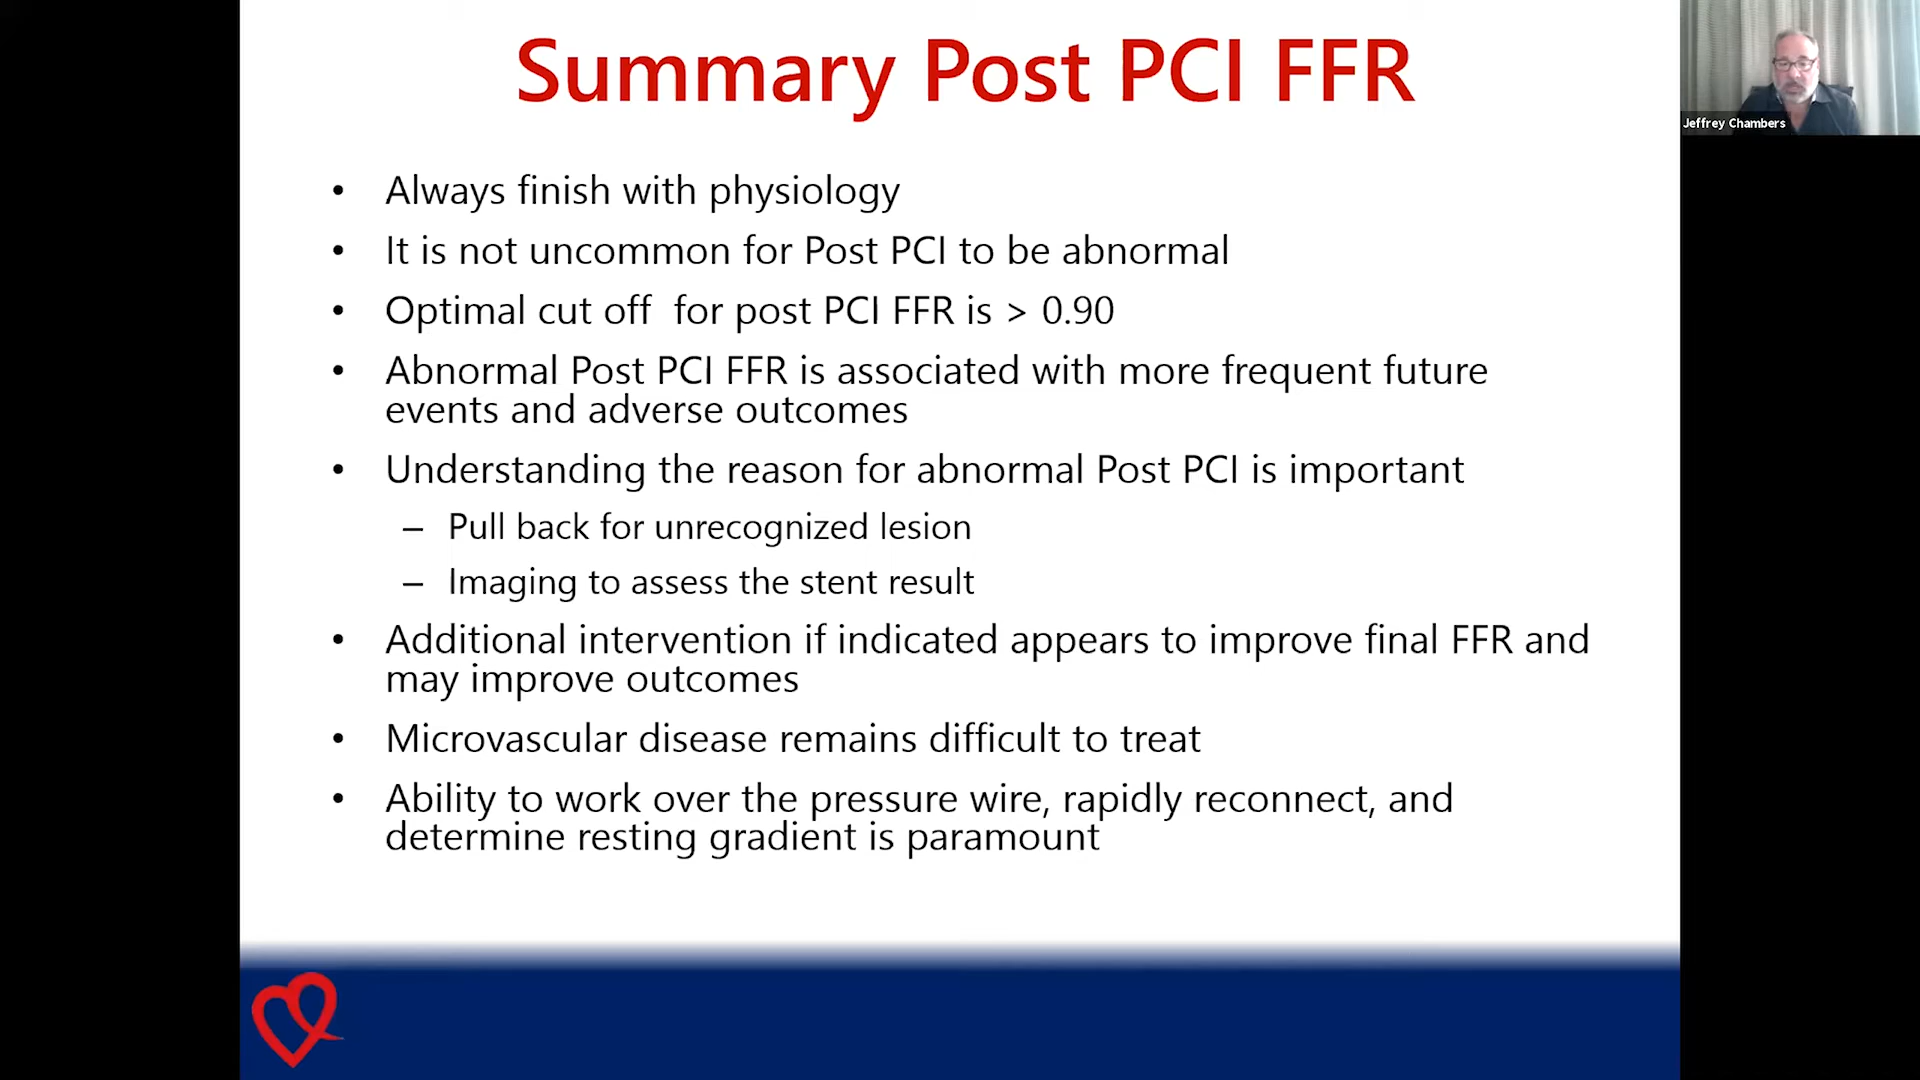 Summary Post PCI FFR
Jeffrey Chambers
• Always finish with physiology
• It is not uncommon for Post PCI to be abnormal
• Optimal cut off  for post PCI FFR is > 0.90
• Abnormal Post PCI FFR is associated with more frequent future
events and adverse outcomes
• Understanding the reason for abnormal Post PCI is important
– Pull back for unrecognized lesion
– Imaging to assess the stent result
• Additional intervention if indicated appears to improve final FFR and
may improve outcomes
• Microvascular disease remains difficult to treat
• Ability to work over the pressure wire, rapidly reconnect, and
determine resting gradient is paramount